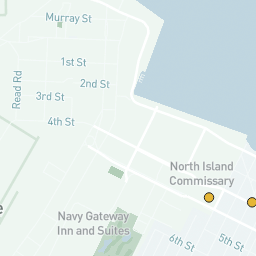 Murray St
1st St
2nd St
Read Rd
3rd St
4th St
North Island
Commissary
Navy Gateway
Inn and Suites
6th St
5th St